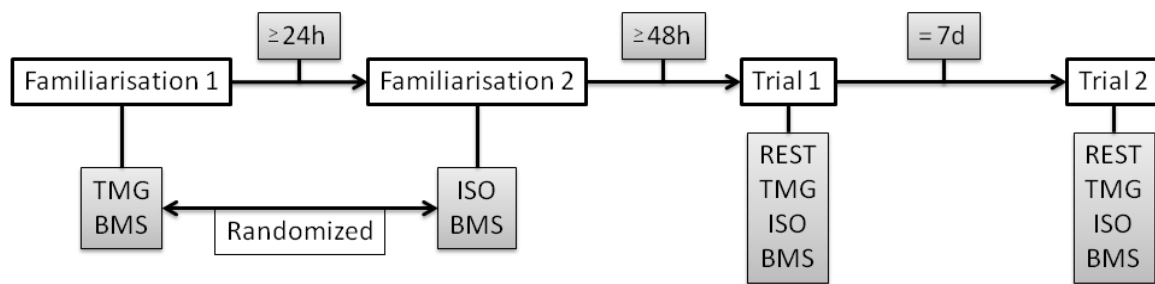 ≥24h
≥48h
= 7d
Familiarisation 1
Familiarisation 2
Trial 1
Trial 2
TMG
BMS
Randomized
ISO
BMS
REST
TMG
ISO
BMS
REST
TMG
ISO
BMS